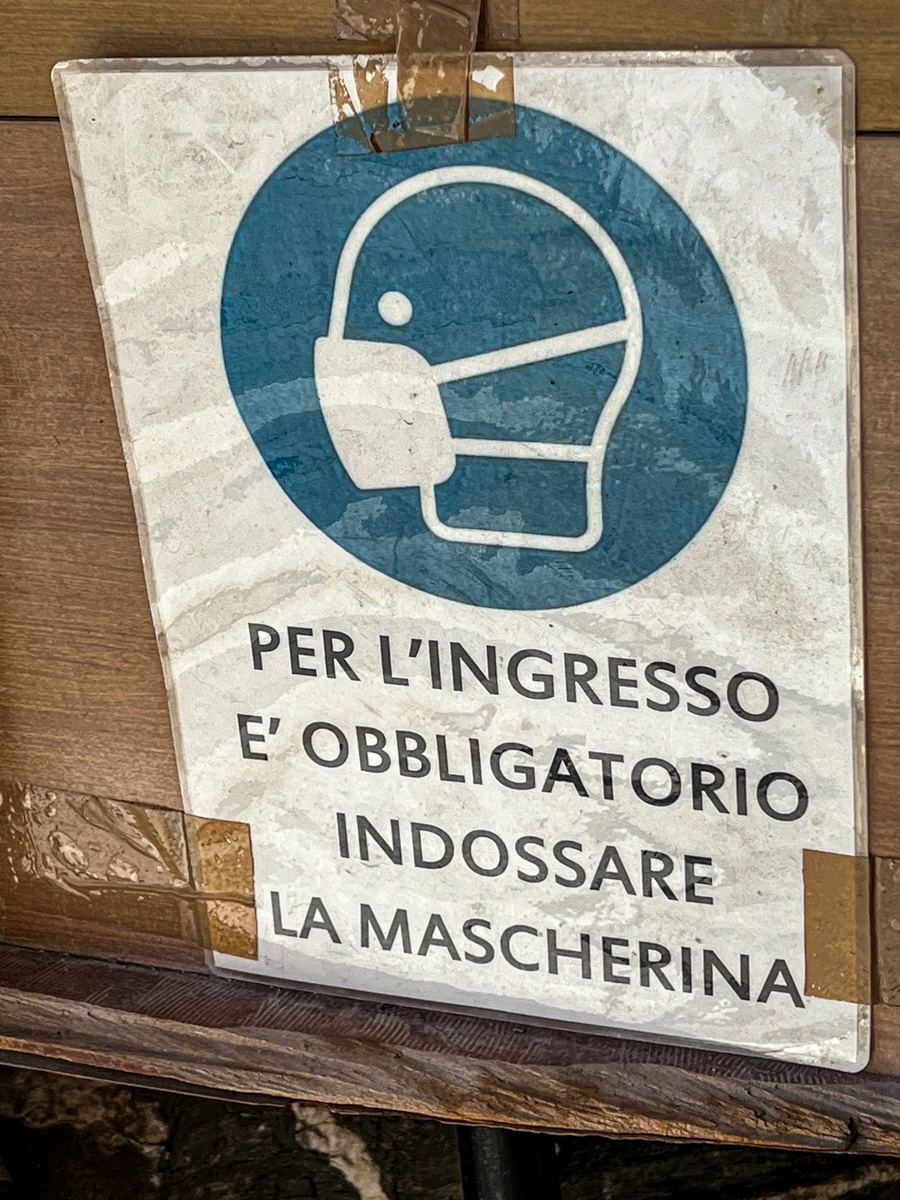 PER L'INGRESSO
E' OBBLIGATORIO
INDOSSARE
LA MASCHERINA